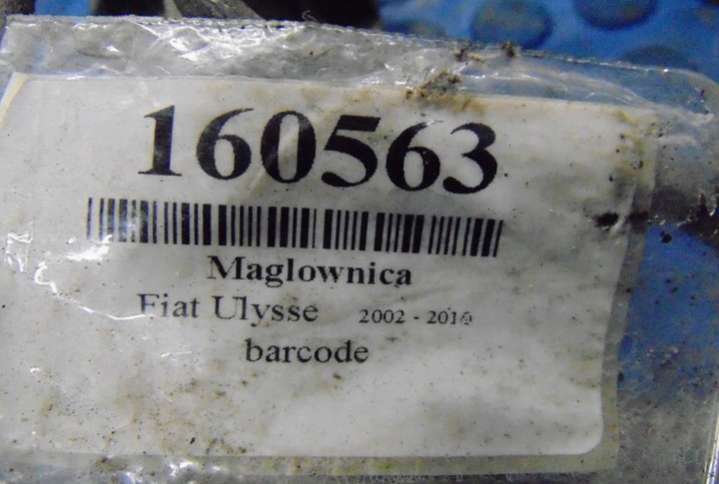 160563
Maglownica
Fiat Ulysse 2002 - 2010
barcode